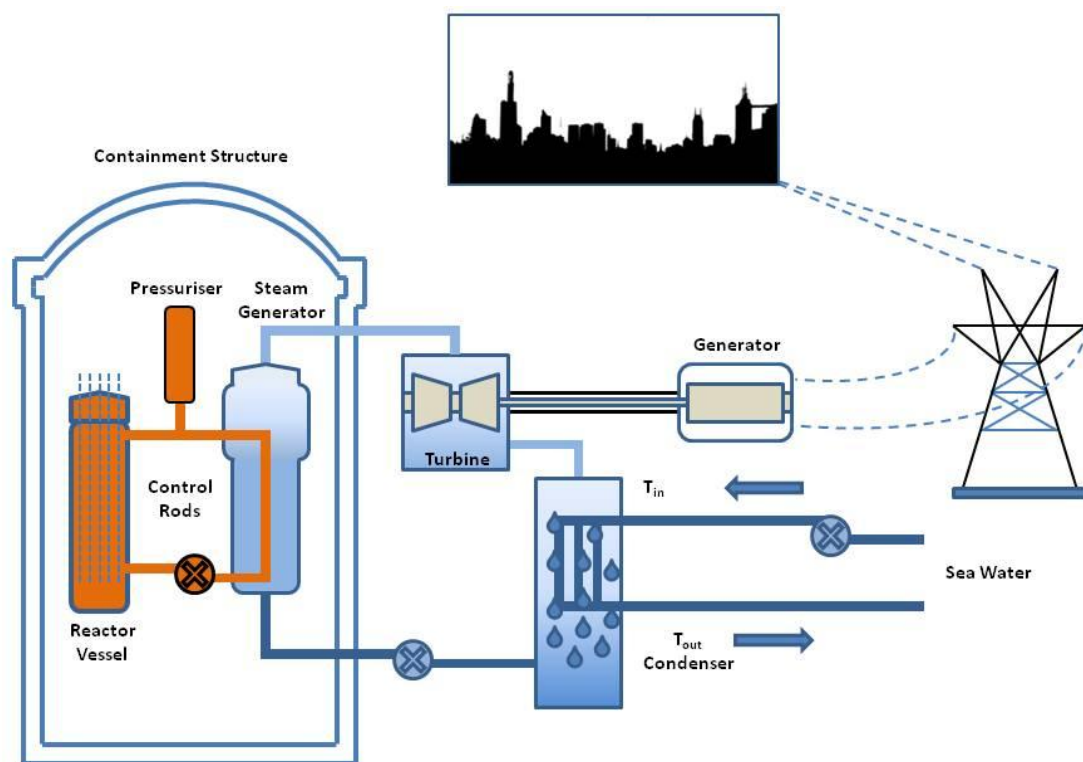 Containment Structure
Pressuriser
Steam
Generator
Generator
Turbine
Control
Rods
T_in
Sea Water
Reactor
Vessel
T_out
Condenser